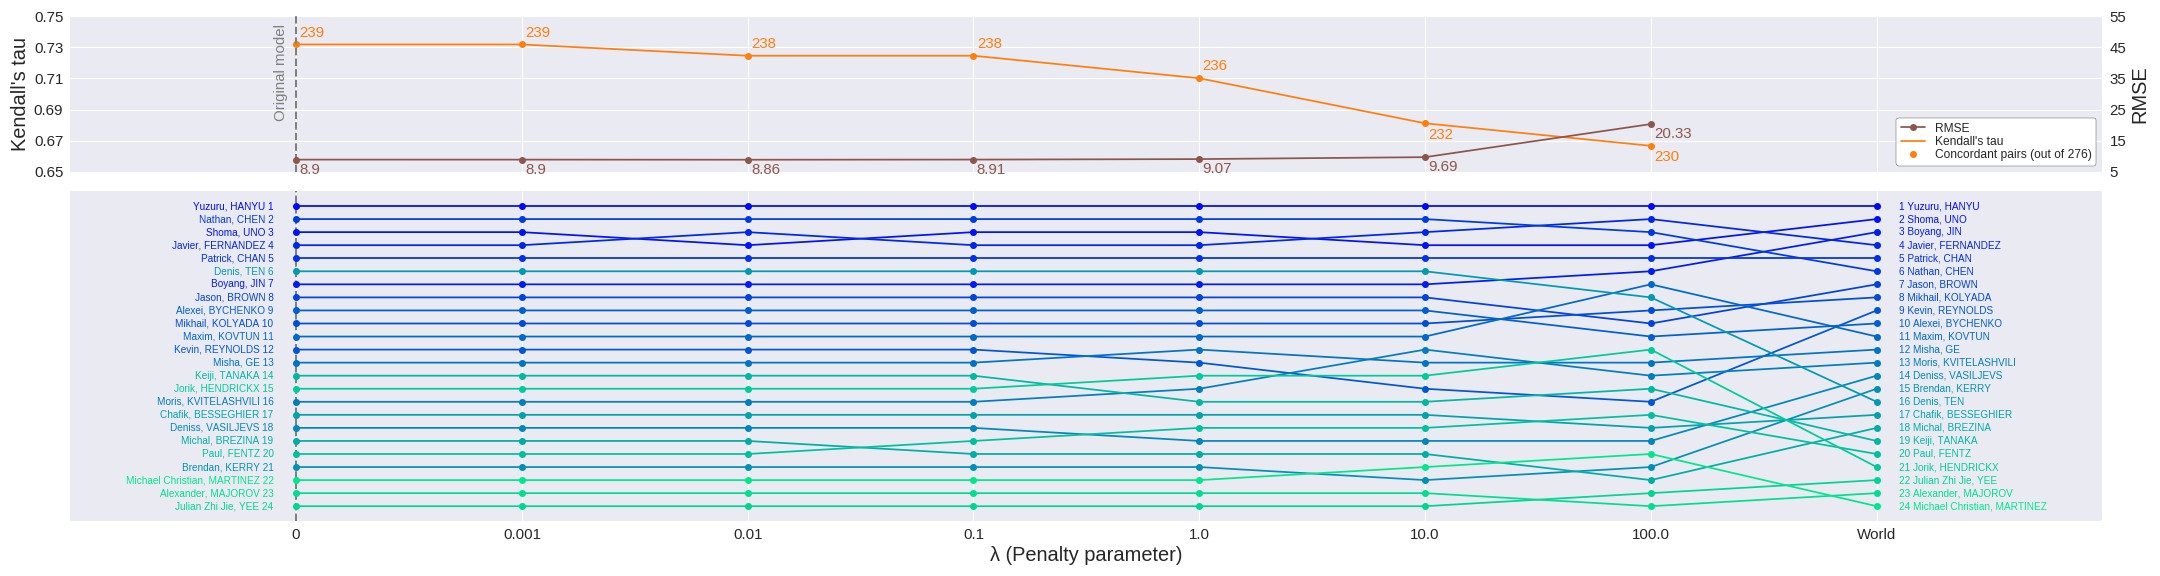 Kendall's tau
0.75
0.73
0.71
0.69
0.67
0.65
Original model
239
239
238
238
236
232
230
8.9
8.9
8.86
8.91
9.07
9.69
20.33
55
45
35
25
15
5
RMSE
RMSE
Kendall's tau
Concordant pairs (out of 276)
Yuzuru, HANYU 1
Nathan, CHEN 2
Shoma, UNO 3
Javier, FERNANDEZ 4
Patrick, CHAN 5
Denis, TEN 6
Boyang, JIN 7
Jason, BROWN 8
Alexei, BYCHENKO 9
Mikhail, KOLYADA 10
Maxim, KOVTUN 11
Kevin, REYNOLDS 12
Misha, GE 13
Keiji, TANAKA 14
Jorik, HENDRICKX 15
Moris, KVITELASHVILI 16
Chafik, BESSEGHIER 17
Deniss, VASILJEVS 18
Michal, BREZINA 19
Paul, FENTZ 20
Brendan, KERRY 21
Michael Christian, MARTINEZ 22
Alexander, MAJOROV 23
Julian Zhi Jie, YEE 24
1 Yuzuru, HANYU
2 Shoma, UNO
3 Boyang, JIN
4 Javier, FERNANDEZ
5 Patrick, CHAN
6 Nathan, CHEN
7 Jason, BROWN
8 Mikhail, KOLYADA
9 Kevin, REYNOLDS
10 Alexei, BYCHENKO
11 Maxim, KOVTUN
12 Misha, GE
13 Moris, KVITELASHVILI
14 Deniss, VASILJEVS
15 Brendan, KERRY
16 Denis, TEN
17 Chafik, BESSEGHIER
18 Michal, BREZINA
19 Keiji, TANAKA
20 Paul, FENTZ
21 Jorik, HENDRICKX
22 Julian Zhi Jie, YEE
23 Alexander, MAJOROV
24 Michael Christian, MARTINEZ
0
0.001
0.01
0.1
1.0
10.0
100.0
World
λ (Penalty parameter)